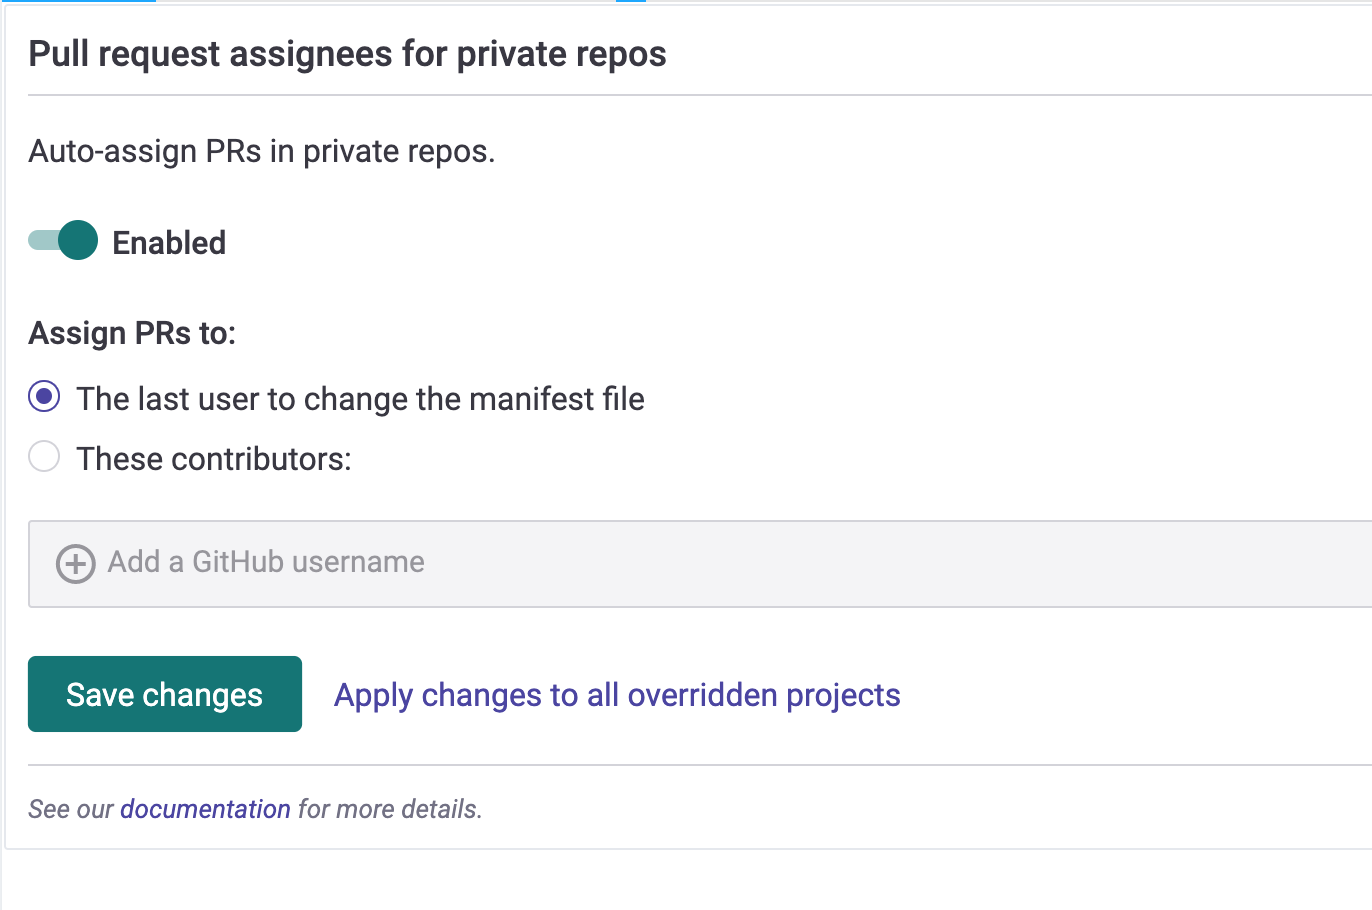 Pull request assignees for private repos
Auto-assign PRs in private repos.
Enabled
Assign PRs to:
The last user to change the manifest file
These contributors:
Add a GitHub username
Save changes
Apply changes to all overridden projects
See our documentation for more details.